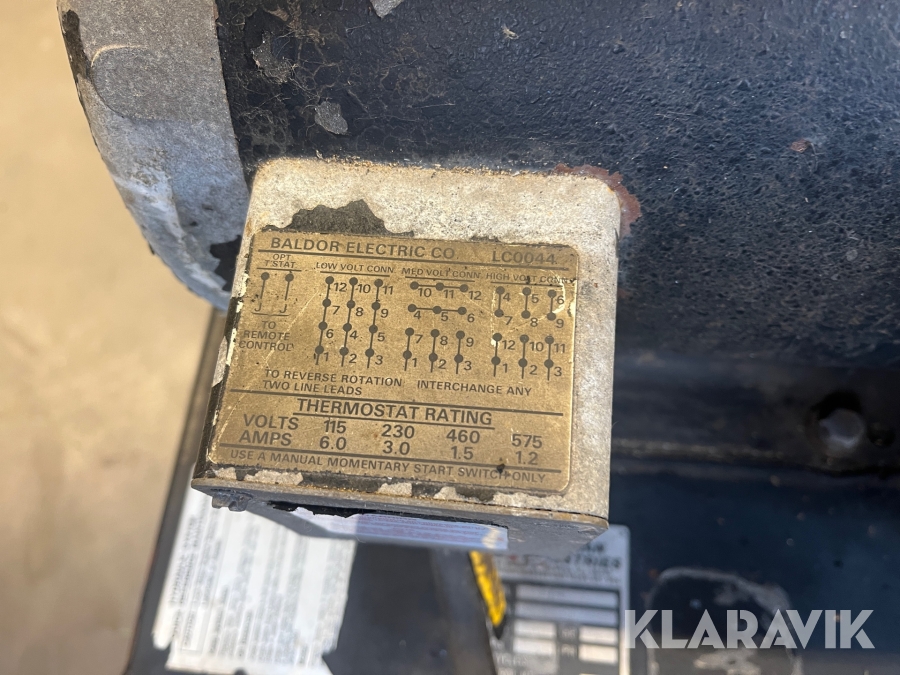 BALDOR ELECTRIC CO LC0044
OPT T'STAT LOW VOLT CONN. MED VOLT CONN. HIGH VOLT CONN.
12 10 11 10 11 12 4 5 6
7 8 9 4 5 6 7 8 9
6 4 5 7 8 9 12 10 11
1 2 3 1 2 3 1 2 3
J J
TO REMOTE CONTROL
TO REVERSE ROTATION INTERCHANGE ANY
TWO LINE LEADS
THERMOSTAT RATING
VOLTS 115 230 460 575
AMPS 6.0 3.0 1.5 1.2
USE A MANUAL MOMENTARY START SWITCH ONLY
KLARAVIK